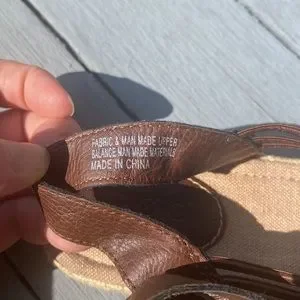 FABRIC & MAN MADE UPPER
BALANCE MAN MADE MATERIALS
MADE IN CHINA